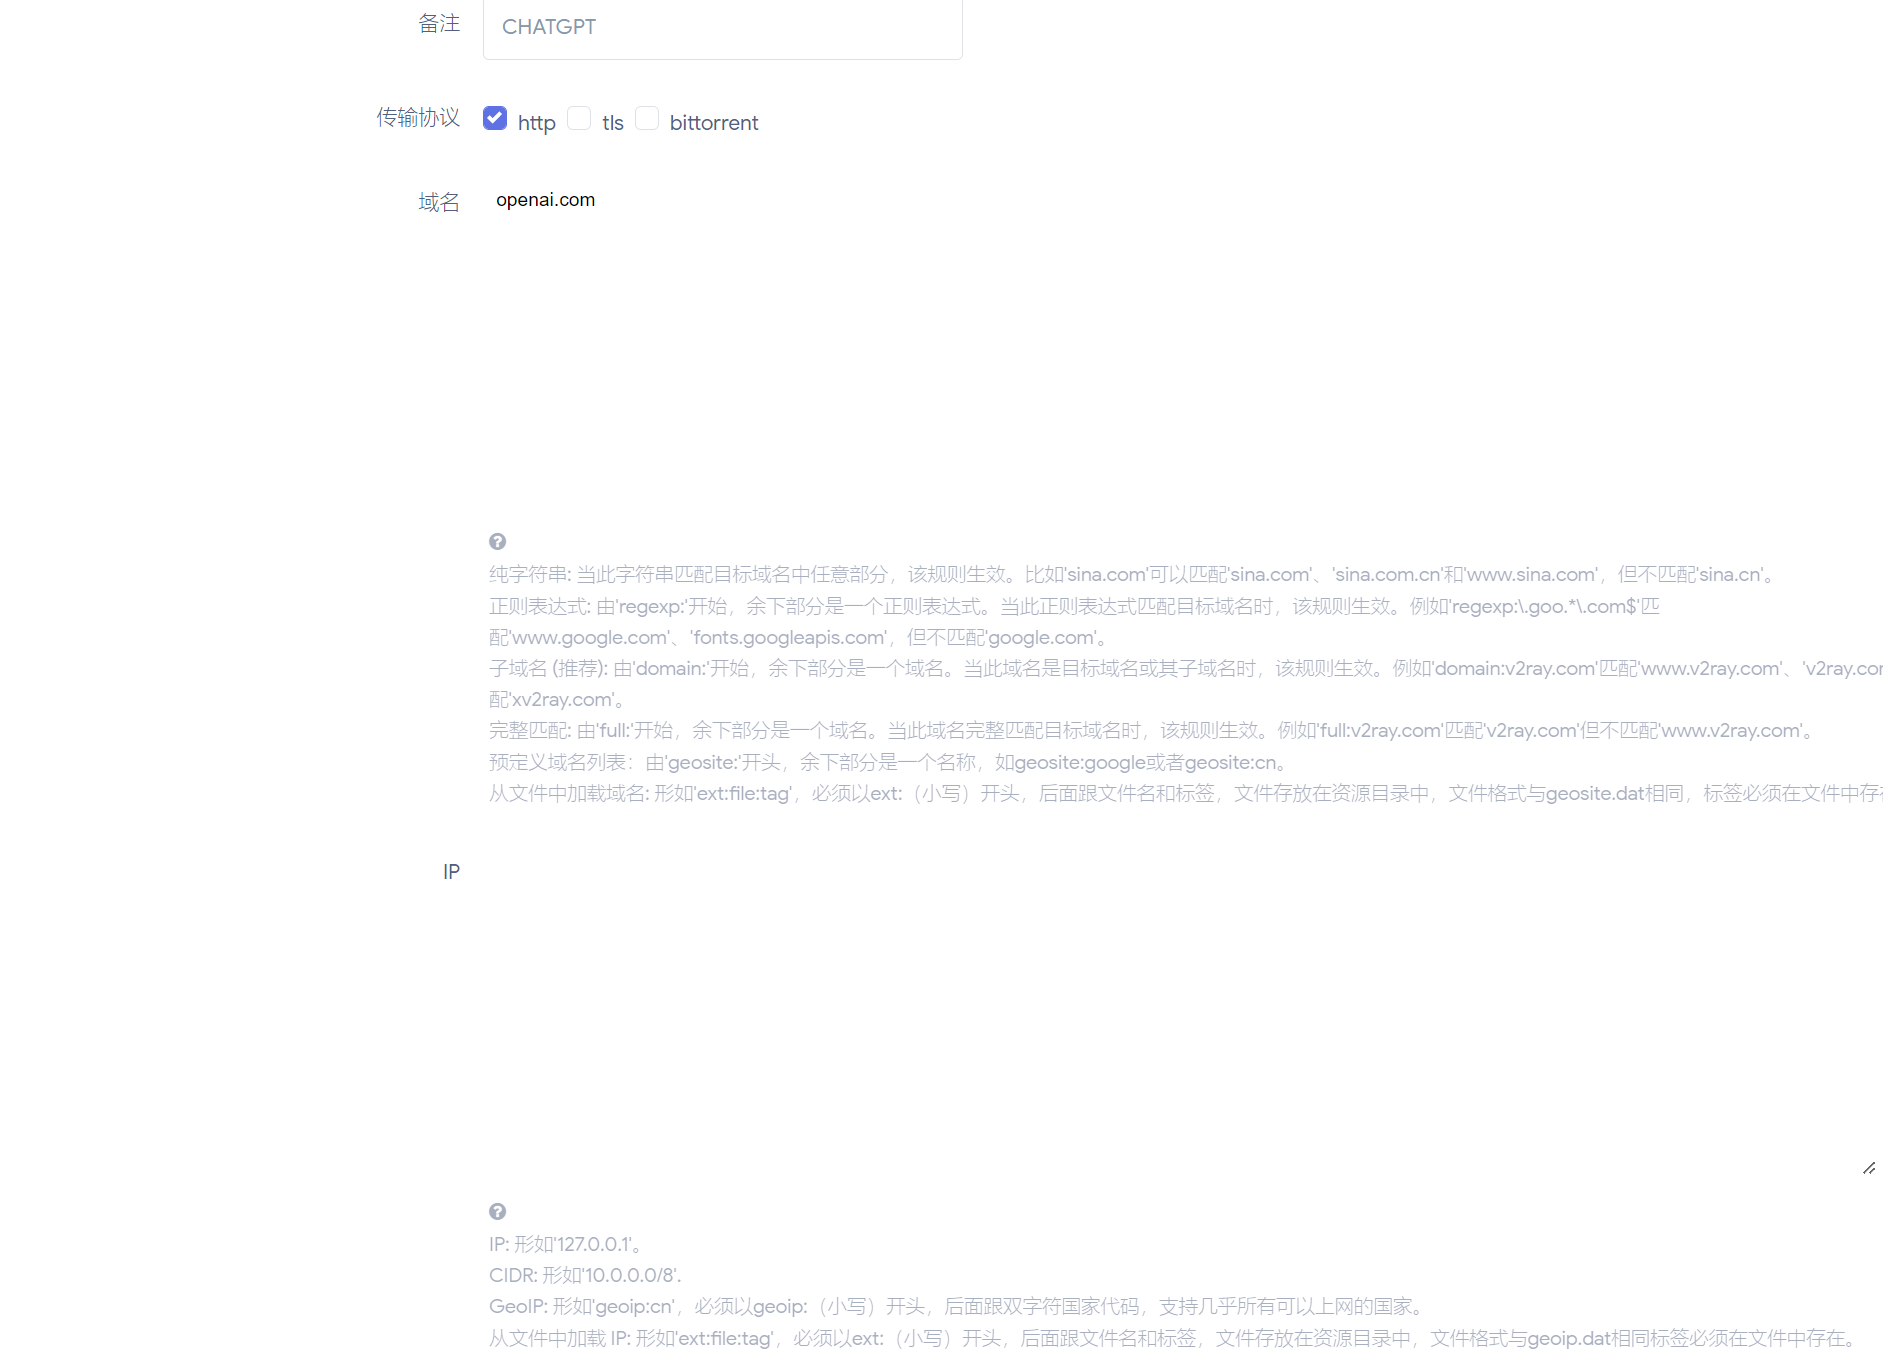 备注 CHATGPT
传输协议 http tls bittorrent
域名 openai.com
纯字符串: 当此字符串匹配目标域名中任意部分，该规则生效。比如'sina.com'可以匹配'sina.com'、'sina.com.cn'和'www.sina.com'，但不匹配'sina.cn'。
正则表达式: 由'regexp:'开始，余下部分是一个正则表达式。当此正则表达式匹配目标域名时，该规则生效。例如'regexp:\.goo.*\.com$'匹
配'www.google.com'、'fonts.googleapis.com'，但不匹配'google.com'。
子域名 (推荐): 由'domain:'开始，余下部分是一个域名。当此域名是目标域名或其子域名时，该规则生效。例如'domain:v2ray.com'匹配'www.v2ray.com'、'v2ray.co
配'xv2ray.com'。
完整匹配: 由'full:'开始，余下部分是一个域名。当此域名完整匹配目标域名时，该规则生效。例如'full:v2ray.com'匹配'v2ray.com'但不匹配'www.v2ray.com'。
预定义域名列表：由'geosite:'开头，余下部分是一个名称，如geosite:google或者geosite:cn。
从文件中加载域名: 形如'ext:file:tag'，必须以ext:（小写）开头，后面跟文件名和标签，文件存放在资源目录中，文件格式与geosite.dat相同，标签必须在文件中存在
IP
IP: 形如'127.0.0.1'。
CIDR: 形如'10.0.0.0/8'.
GeoIP: 形如'geoip:cn'，必须以geoip:（小写）开头，后面跟双字符国家代码，支持几乎所有可以上网的国家。
从文件中加载 IP: 形如'ext:file:tag'，必须以ext:（小写）开头，后面跟文件名和标签，文件存放在资源目录中，文件格式与geoip.dat相同标签必须在文件中存在。